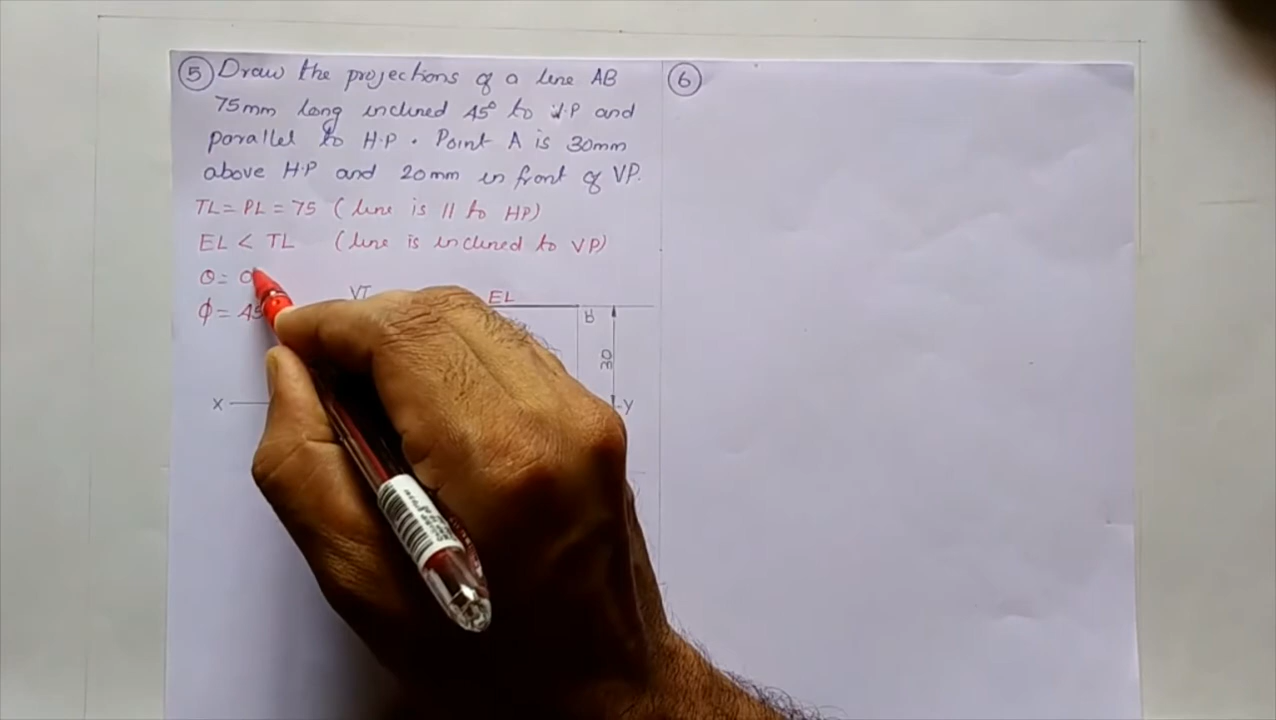 5 Draw the projections of a line AB
75mm long inclined 45° to V.P and
parallel to H.P. Point A is 30mm
above H.P and 20mm in front of VP.
TL = PL = 75 (line is || to HP)
EL < TL (line is inclined to VP)
θ = 0
ϕ = 45
VT
EL
B
30
X
Y
6